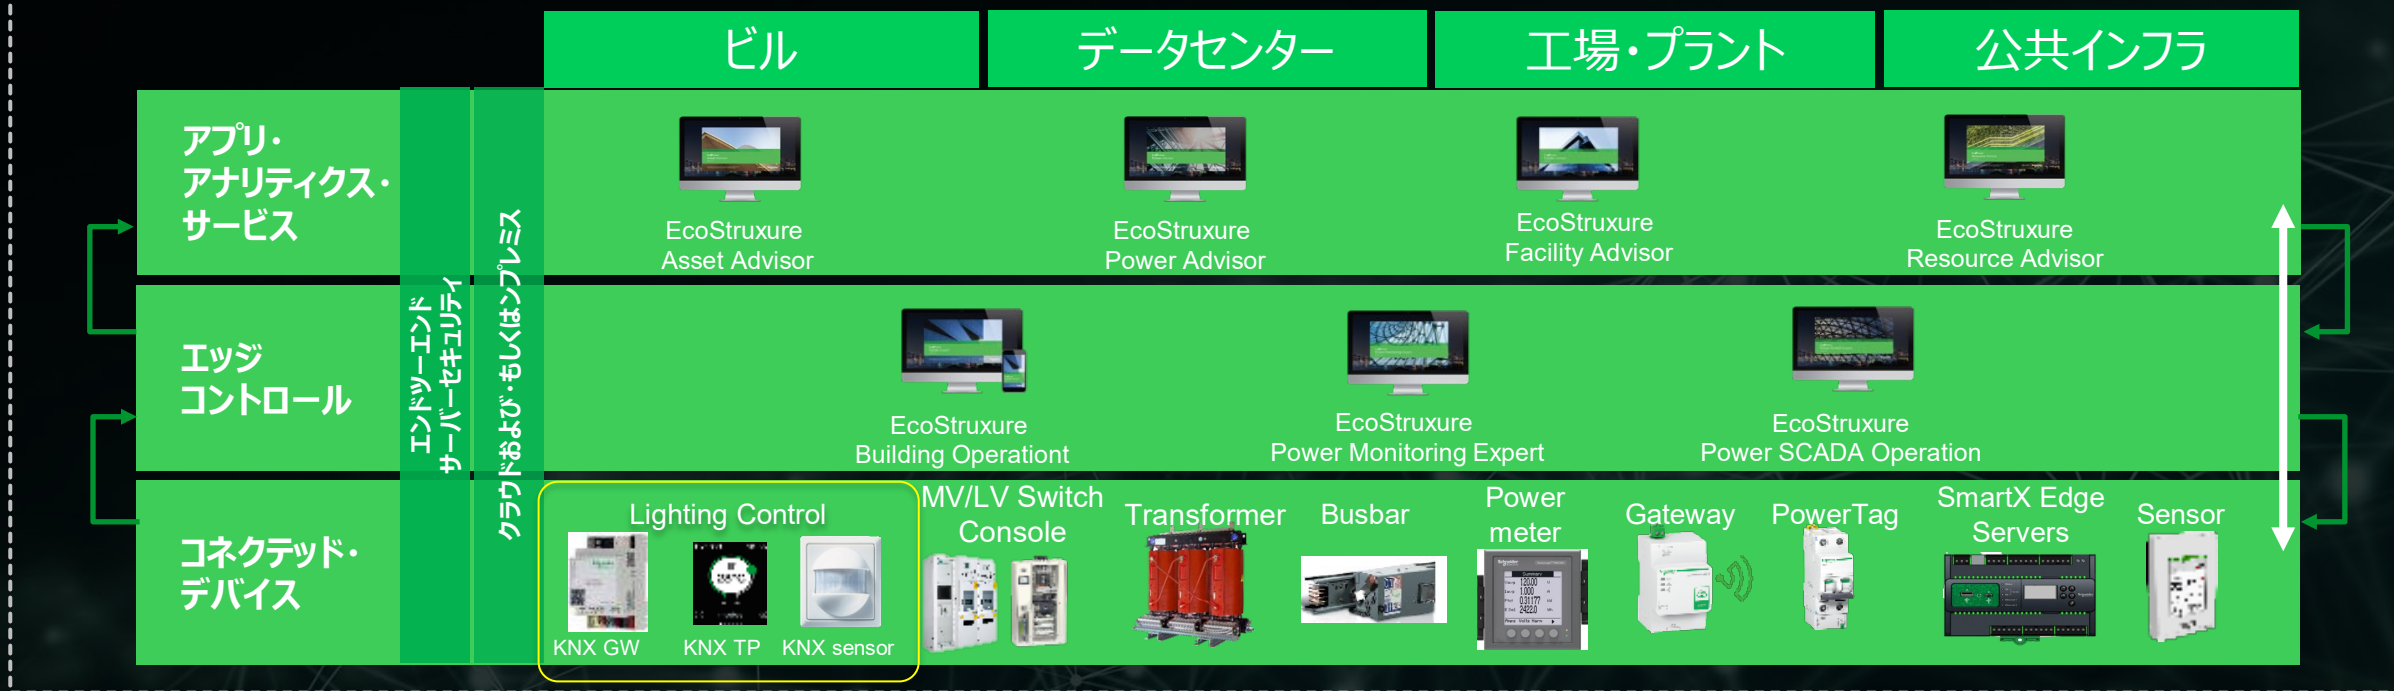 ビル
データセンター
工場・プラント
公共インフラ
アプリ・
アナリティクス・
サービス
エンドツーエンド
サーバーセキュリティ
クラウドおよび・もしくはンプレミス
EcoStruxure
Asset Advisor
EcoStruxure
Power Advisor
EcoStruxure
Facility Advisor
EcoStruxure
Resource Advisor
エッジ
コントロール
EcoStruxure
Building Operationt
EcoStruxure
Power Monitoring Expert
EcoStruxure
Power SCADA Operation
コネクテッド・
デバイス
Lighting Control
KNX GW
KNX TP
KNX sensor
MV/LV Switch
Console
Transformer
Busbar
Power
meter
Gateway
PowerTag
SmartX Edge
Servers
Sensor